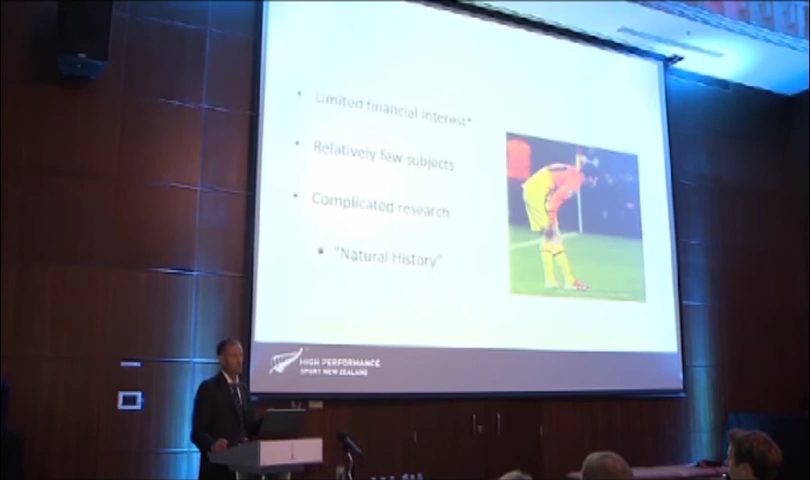 • Limited financial interest*
• Relatively few subjects
• Complicated research
▪ "Natural History"
HIGH PERFORMANCE
SPORT NEW ZEALAND